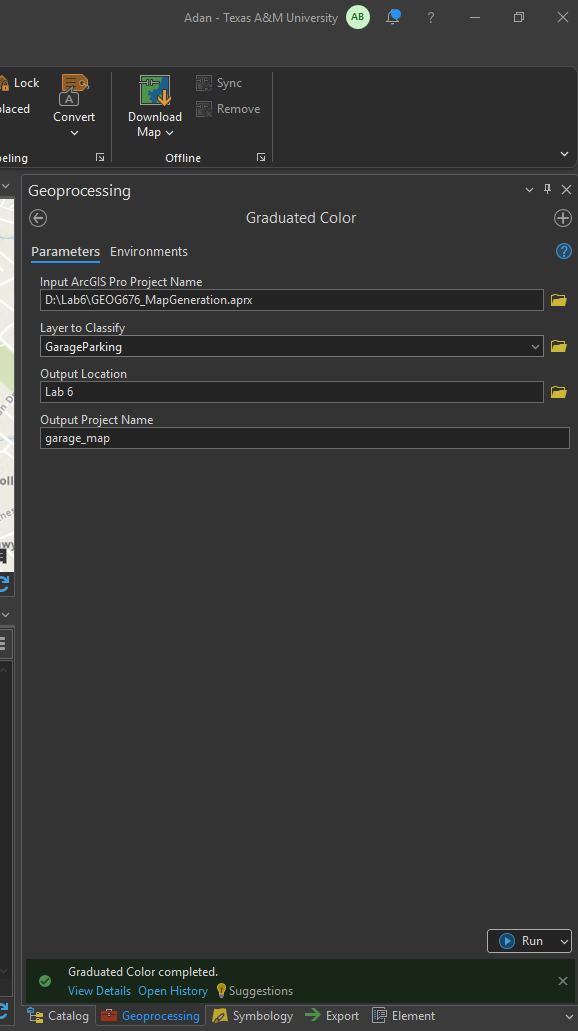 Adan - Texas A&M University AB ?
Lock Sync
Convert Download Map Remove
Offline
Geoprocessing
Graduated Color
Parameters Environments
?
Input ArcGIS Pro Project Name
D:\Lab6\GEOG676_MapGeneration.aprx
Layer to Classify
GarageParking
Output Location
Lab 6
Output Project Name
garage_map
Run
Graduated Color completed.
View Details Open History Suggestions
Catalog Geoprocessing Symbology Export Element